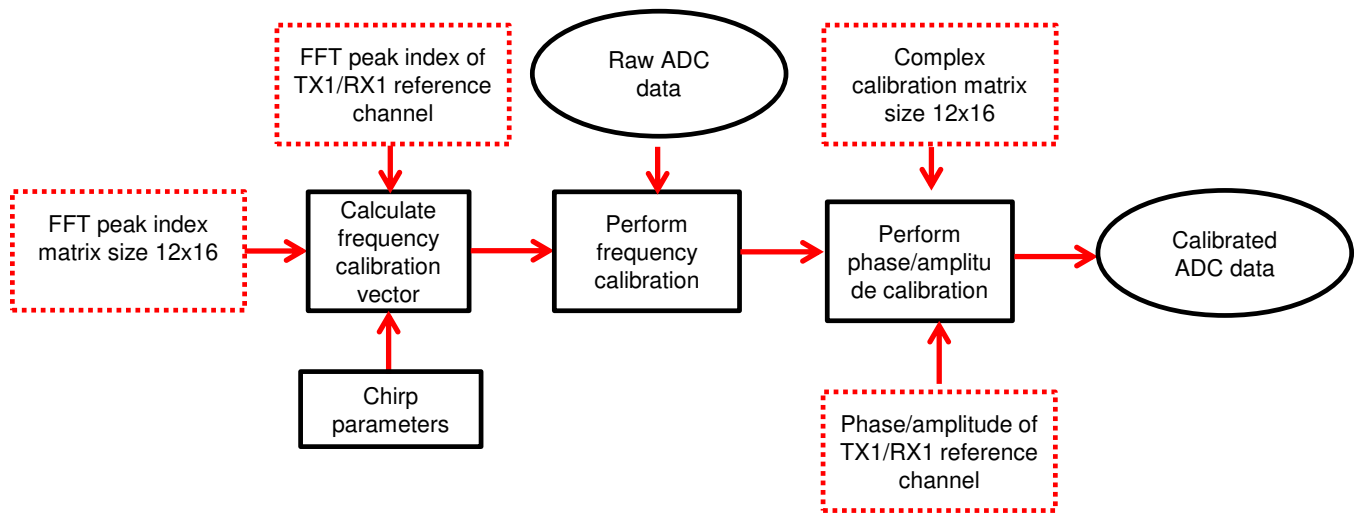 FFT peak index of
TX1/RX1 reference
channel
Raw ADC
data
Complex
calibration matrix
size 12x16
FFT peak index
matrix size 12x16
Calculate
frequency
calibration
vector
Perform
frequency
calibration
Perform
phase/amplitu
de calibration
Calibrated
ADC data
Chirp
parameters
Phase/amplitude of
TX1/RX1 reference
channel